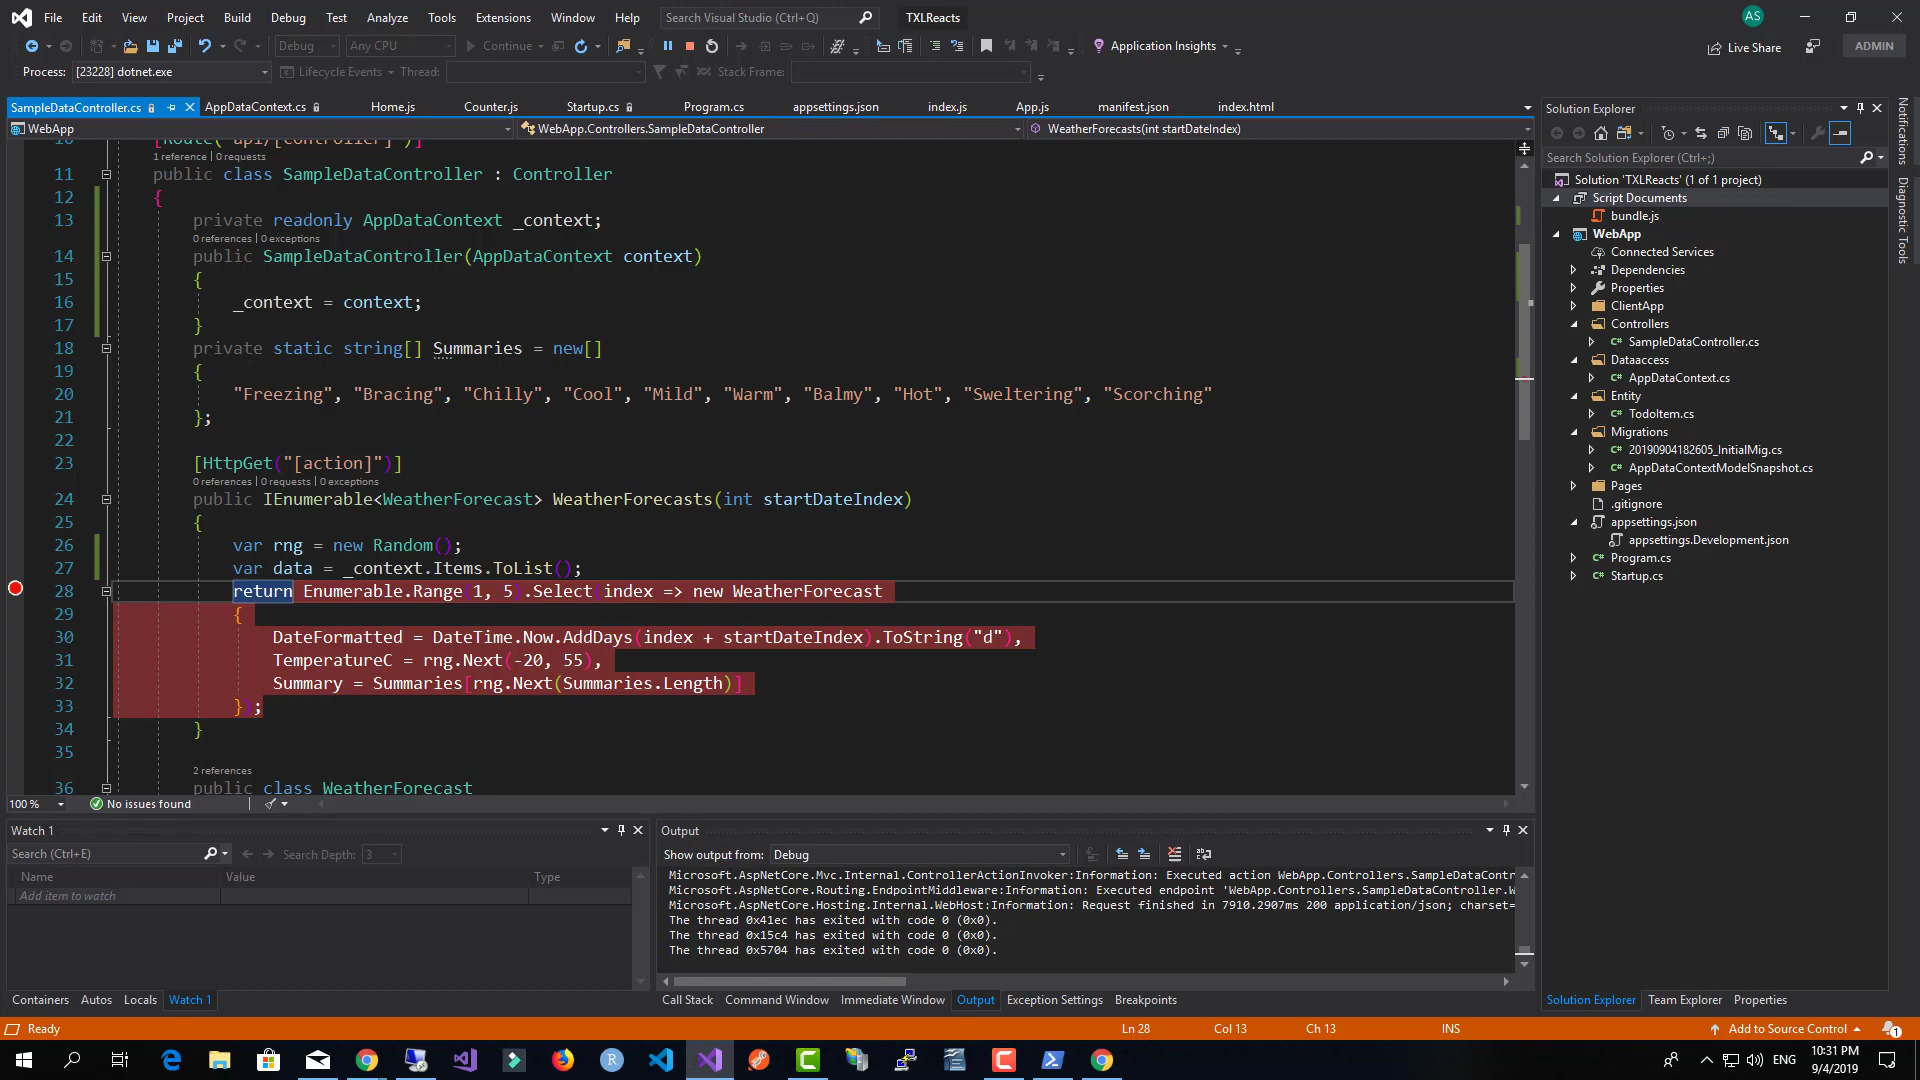 File Edit View Project Build Debug Test Analyze Tools Extensions Window Help Search Visual Studio (Ctrl+Q) TXLReacts AS
Debug Any CPU Continue Application Insights Live Share ADMIN
Process: [23228] dotnet.exe Lifecycle Events Thread: Stack Frame:
SampleDataController.cs AppDataContext.cs Home.js Counter.js Startup.cs Program.cs appsettings.json index.js App.js manifest.json index.html
WebApp WebApp.Controllers.SampleDataController WeatherForecasts(int startDateIndex)
1 reference | 0 requests
11 public class SampleDataController : Controller
12 {
13 private readonly AppDataContext _context;
0 references | 0 exceptions
14 public SampleDataController(AppDataContext context)
15 {
16 _context = context;
17 }
18 private static string[] Summaries = new[]
19 {
20 "Freezing", "Bracing", "Chilly", "Cool", "Mild", "Warm", "Balmy", "Hot", "Sweltering", "Scorching"
21 };
22
23 [HttpGet("[action]")]
0 references | 0 requests | 0 exceptions
24 public IEnumerable<WeatherForecast> WeatherForecasts(int startDateIndex)
25 {
26 var rng = new Random();
27 var data = _context.Items.ToList();
28 return Enumerable.Range(1, 5).Select(index => new WeatherForecast
29 {
30 DateFormatted = DateTime.Now.AddDays(index + startDateIndex).ToString("d"),
31 TemperatureC = rng.Next(-20, 55),
32 Summary = Summaries[rng.Next(Summaries.Length)]
33 });
34 }
35
2 references
36 public class WeatherForecast
100 % No issues found
Watch 1
Search (Ctrl+E) Search Depth: 3
Name Value Type
Add item to watch
Containers Autos Locals Watch 1
Output
Show output from: Debug
Microsoft.AspNetCore.Mvc.Internal.ControllerActionInvoker:Information: Executed action WebApp.Controllers.SampleDataContr
Microsoft.AspNetCore.Routing.EndpointMiddleware:Information: Executed endpoint 'WebApp.Controllers.SampleDataController.W
Microsoft.AspNetCore.Hosting.Internal.WebHost:Information: Request finished in 7910.2907ms 200 application/json; charset=
The thread 0x41ec has exited with code 0 (0x0).
The thread 0x15c4 has exited with code 0 (0x0).
The thread 0x5704 has exited with code 0 (0x0).
Call Stack Command Window Immediate Window Output Exception Settings Breakpoints
Solution Explorer
Search Solution Explorer (Ctrl+;)
Solution 'TXLReacts' (1 of 1 project)
Script Documents
bundle.js
WebApp
Connected Services
Dependencies
Properties
ClientApp
Controllers
SampleDataController.cs
Dataaccess
AppDataContext.cs
Entity
TodoItem.cs
Migrations
20190904182605_InitialMig.cs
AppDataContextModelSnapshot.cs
Pages
.gitignore
appsettings.json
appsettings.Development.json
Program.cs
Startup.cs
Solution Explorer Team Explorer Properties
Notifications
Diagnostic Tools
Ready Ln 28 Col 13 Ch 13 INS Add to Source Control 1
ENG 10:31 PM
9/4/2019